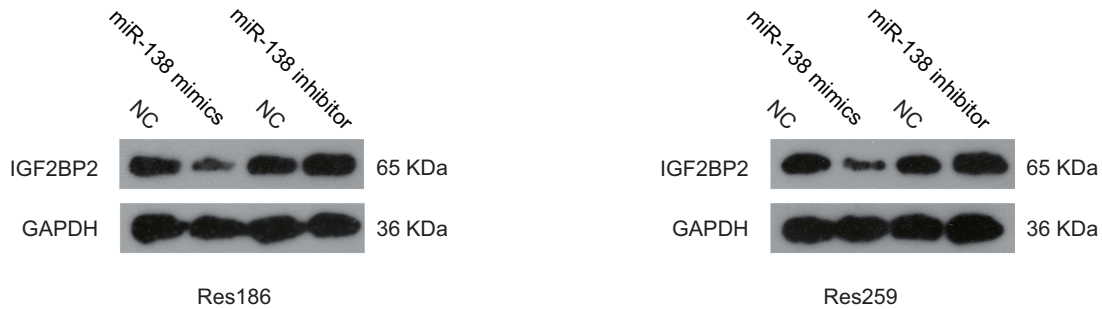 NC
miR-138 mimics
NC
miR-138 inhibitor
IGF2BP2
65 KDa
GAPDH
36 KDa
Res186
NC
miR-138 mimics
NC
miR-138 inhibitor
IGF2BP2
65 KDa
GAPDH
36 KDa
Res259